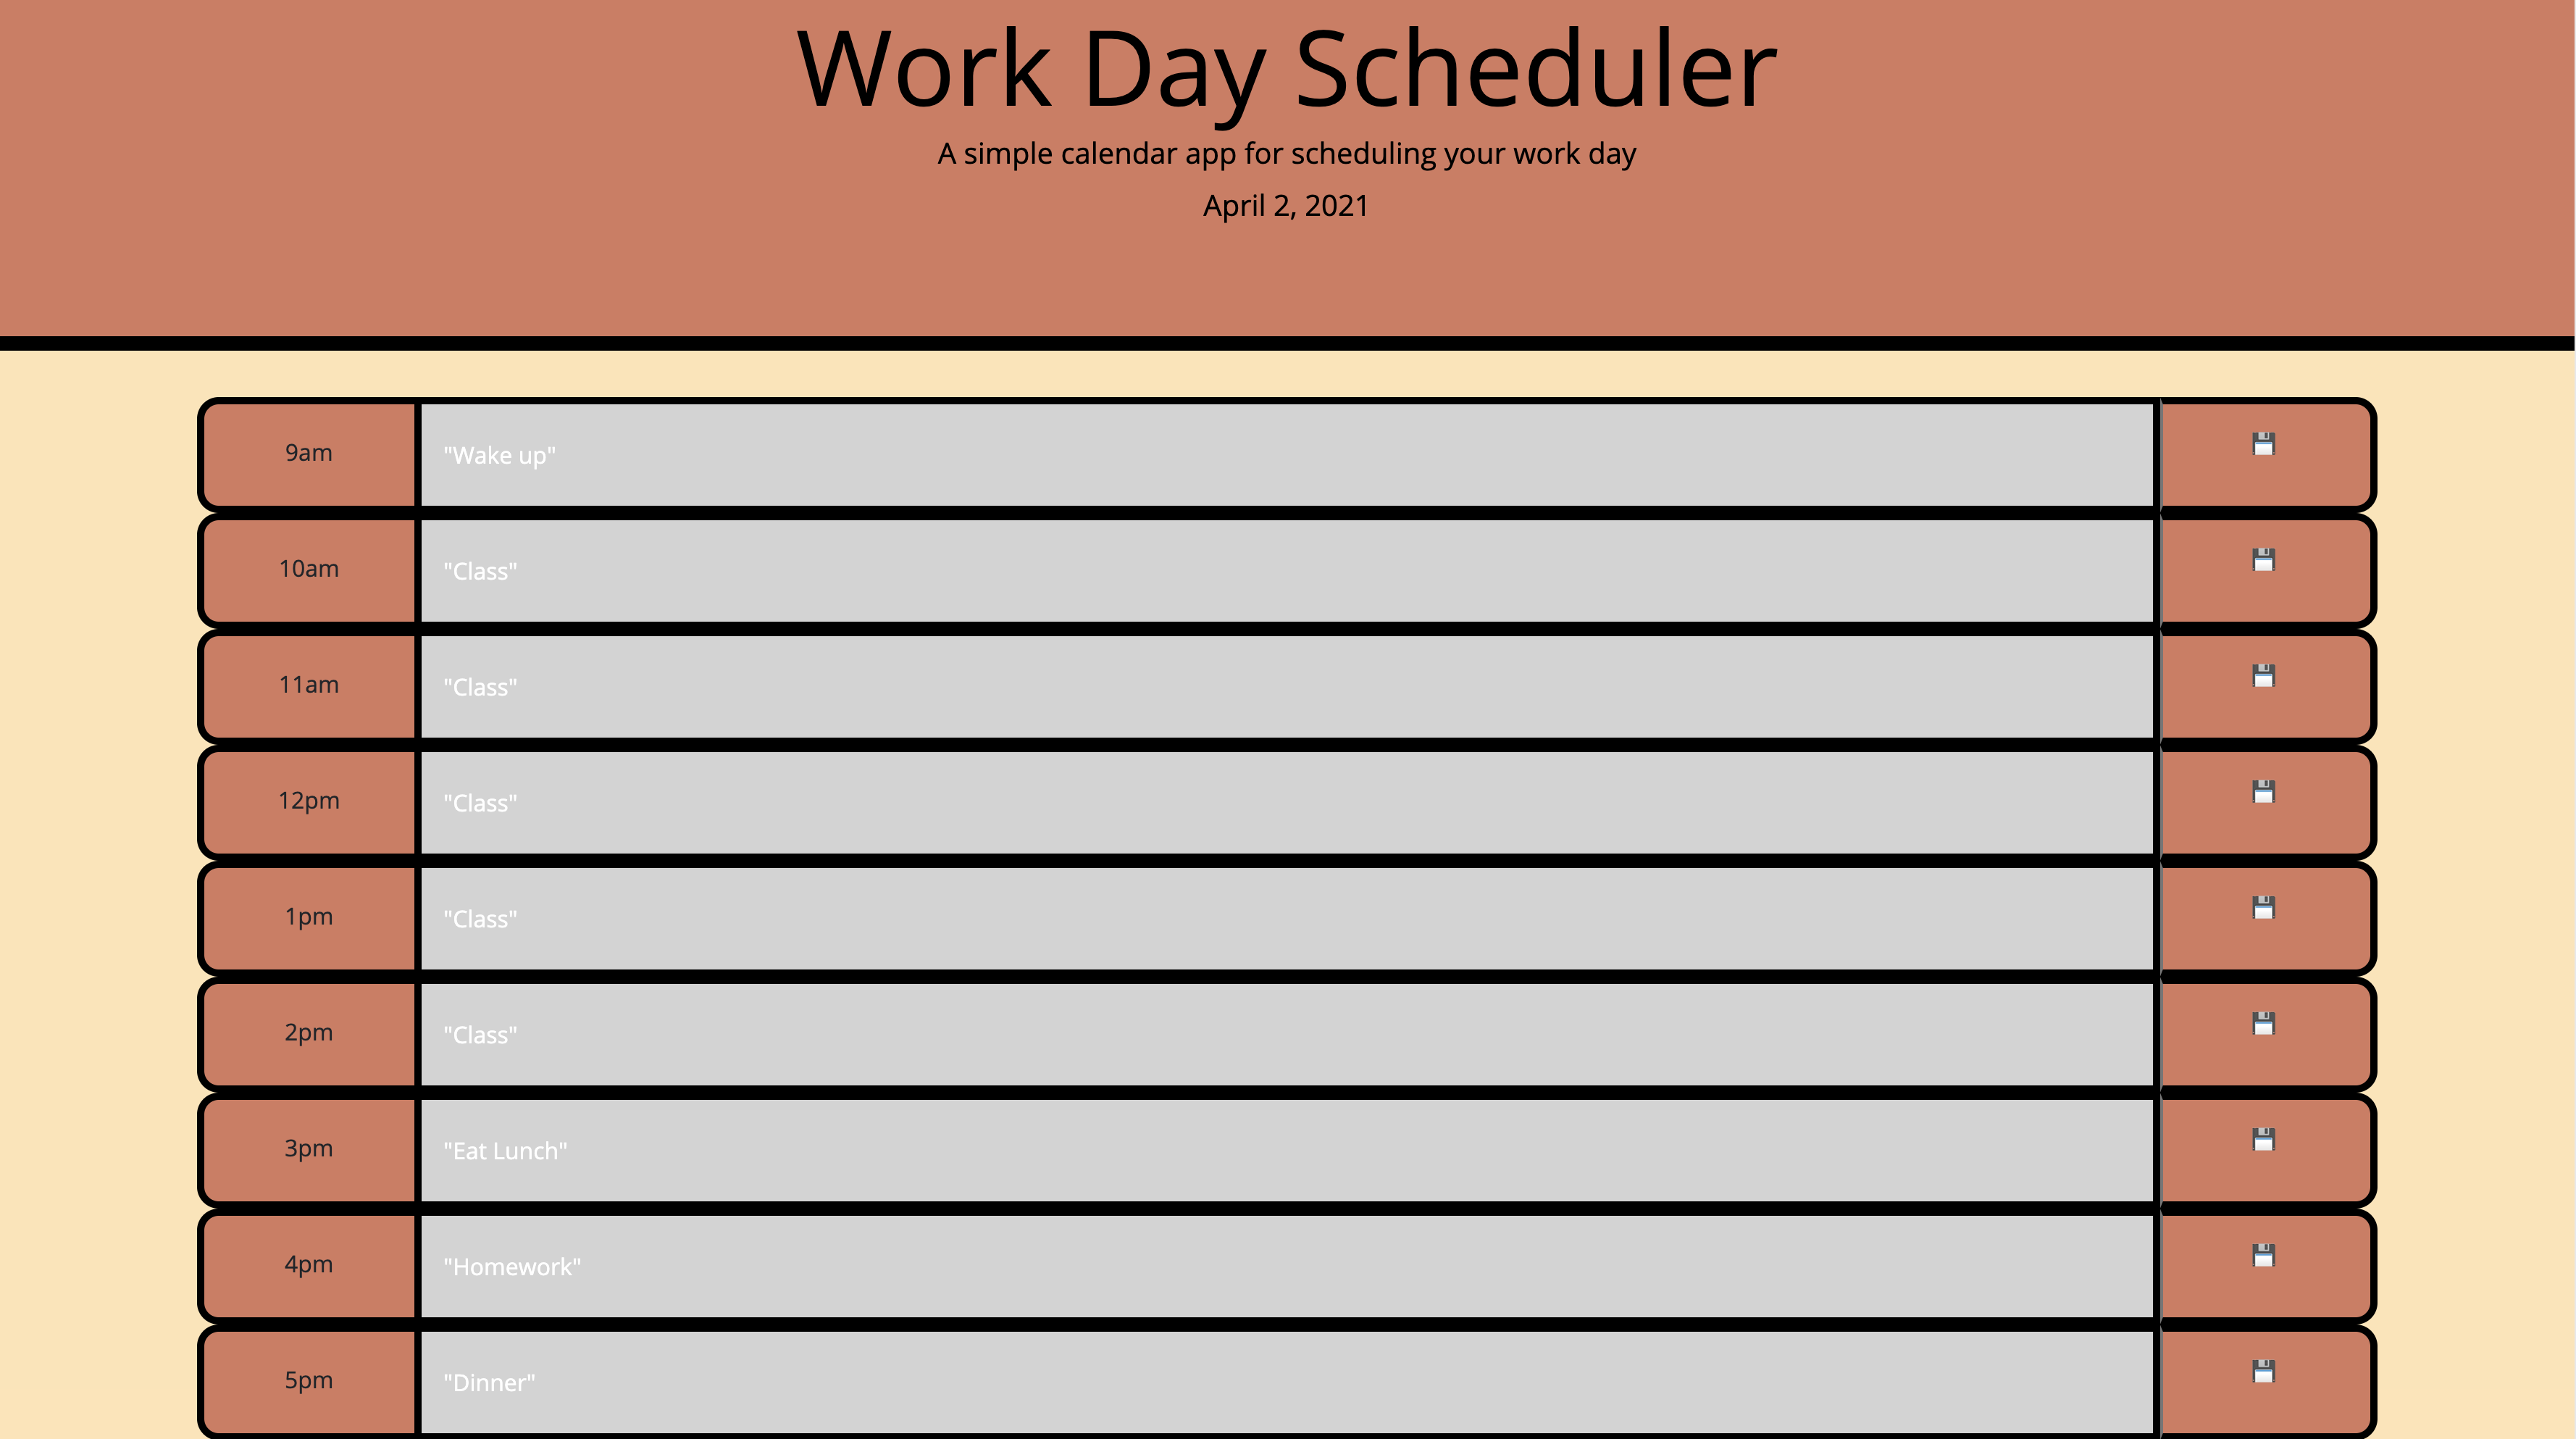 Work Day Scheduler
A simple calendar app for scheduling your work day
April 2, 2021
9am "Wake up"
10am "Class"
11am "Class"
12pm "Class"
1pm "Class"
2pm "Class"
3pm "Eat Lunch"
4pm "Homework"
5pm "Dinner"